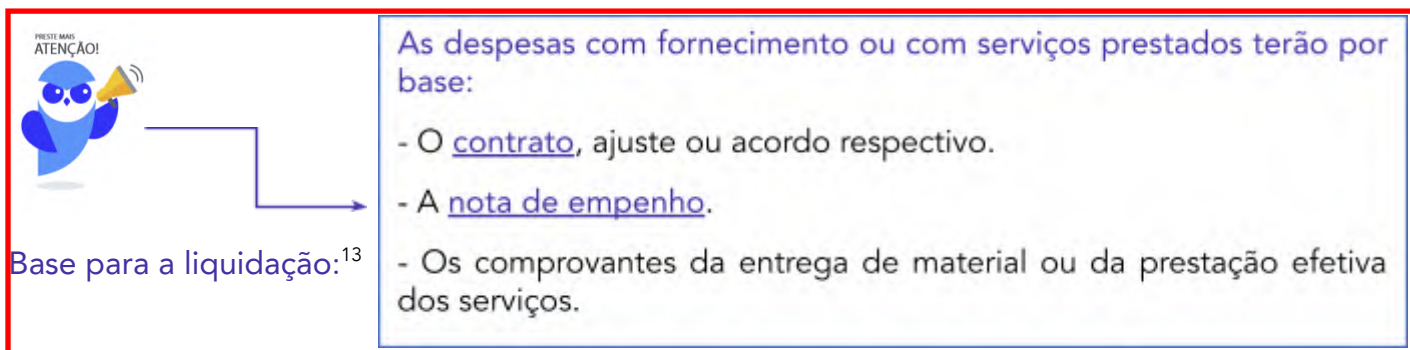 PRESTE MAIS
ATENÇÃO!
Base para a liquidação:¹³
As despesas com fornecimento ou com serviços prestados terão por
base:
- O contrato, ajuste ou acordo respectivo.
- A nota de empenho.
- Os comprovantes da entrega de material ou da prestação efetiva
dos serviços.